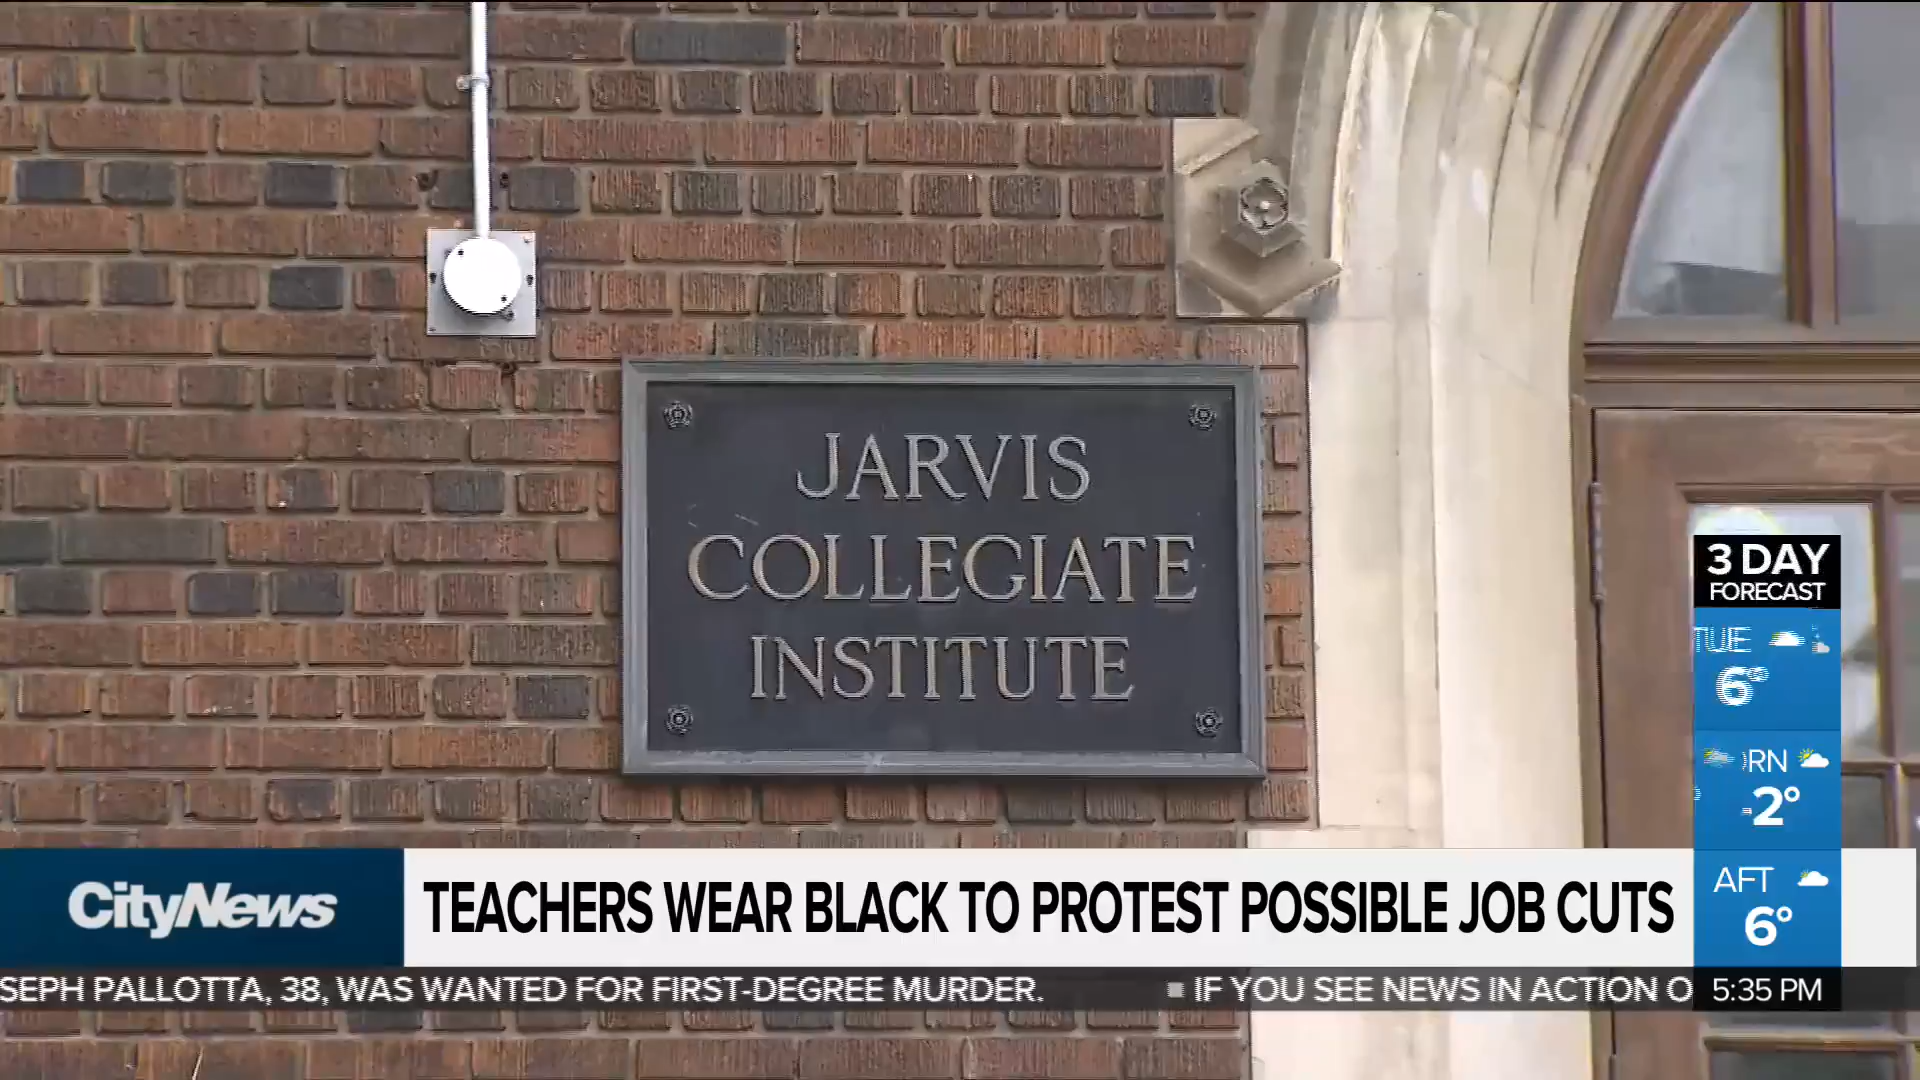 JARVIS
COLLEGIATE
INSTITUTE
3 DAY
FORECAST
TUE
6°
RN
-2°
AFT
6°
CityNews
TEACHERS WEAR BLACK TO PROTEST POSSIBLE JOB CUTS
SEPH PALLOTTA, 38, WAS WANTED FOR FIRST-DEGREE MURDER. ■ IF YOU SEE NEWS IN ACTION O
5:35 PM